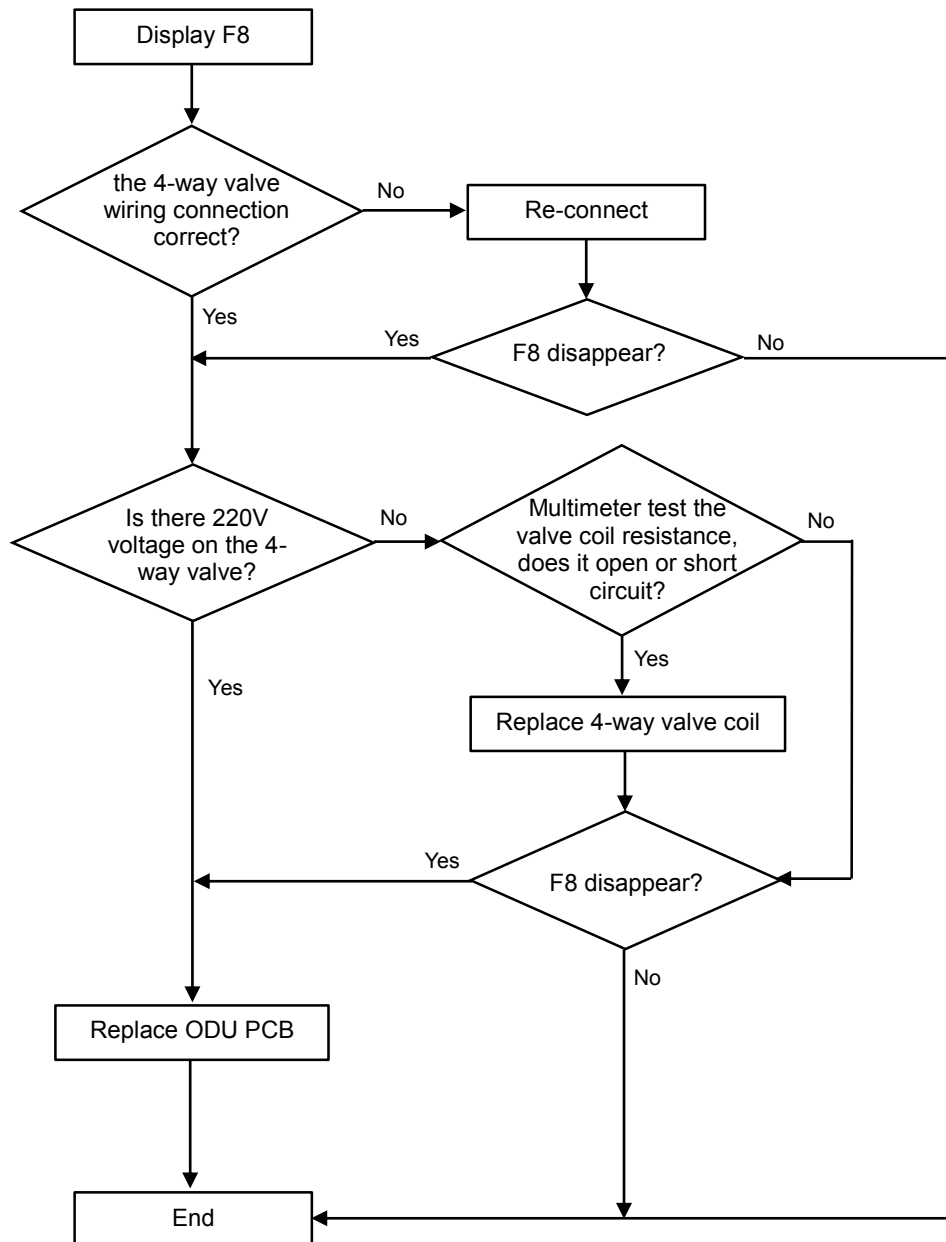 Display F8
the 4-way valve
wiring connection
correct?
No
Re-connect
Yes
Yes
F8 disappear?
No
Is there 220V
voltage on the 4-
way valve?
No
Multimeter test the
valve coil resistance,
does it open or short
circuit?
No
Yes
Yes
Replace 4-way valve coil
Yes
F8 disappear?
No
Replace ODU PCB
End